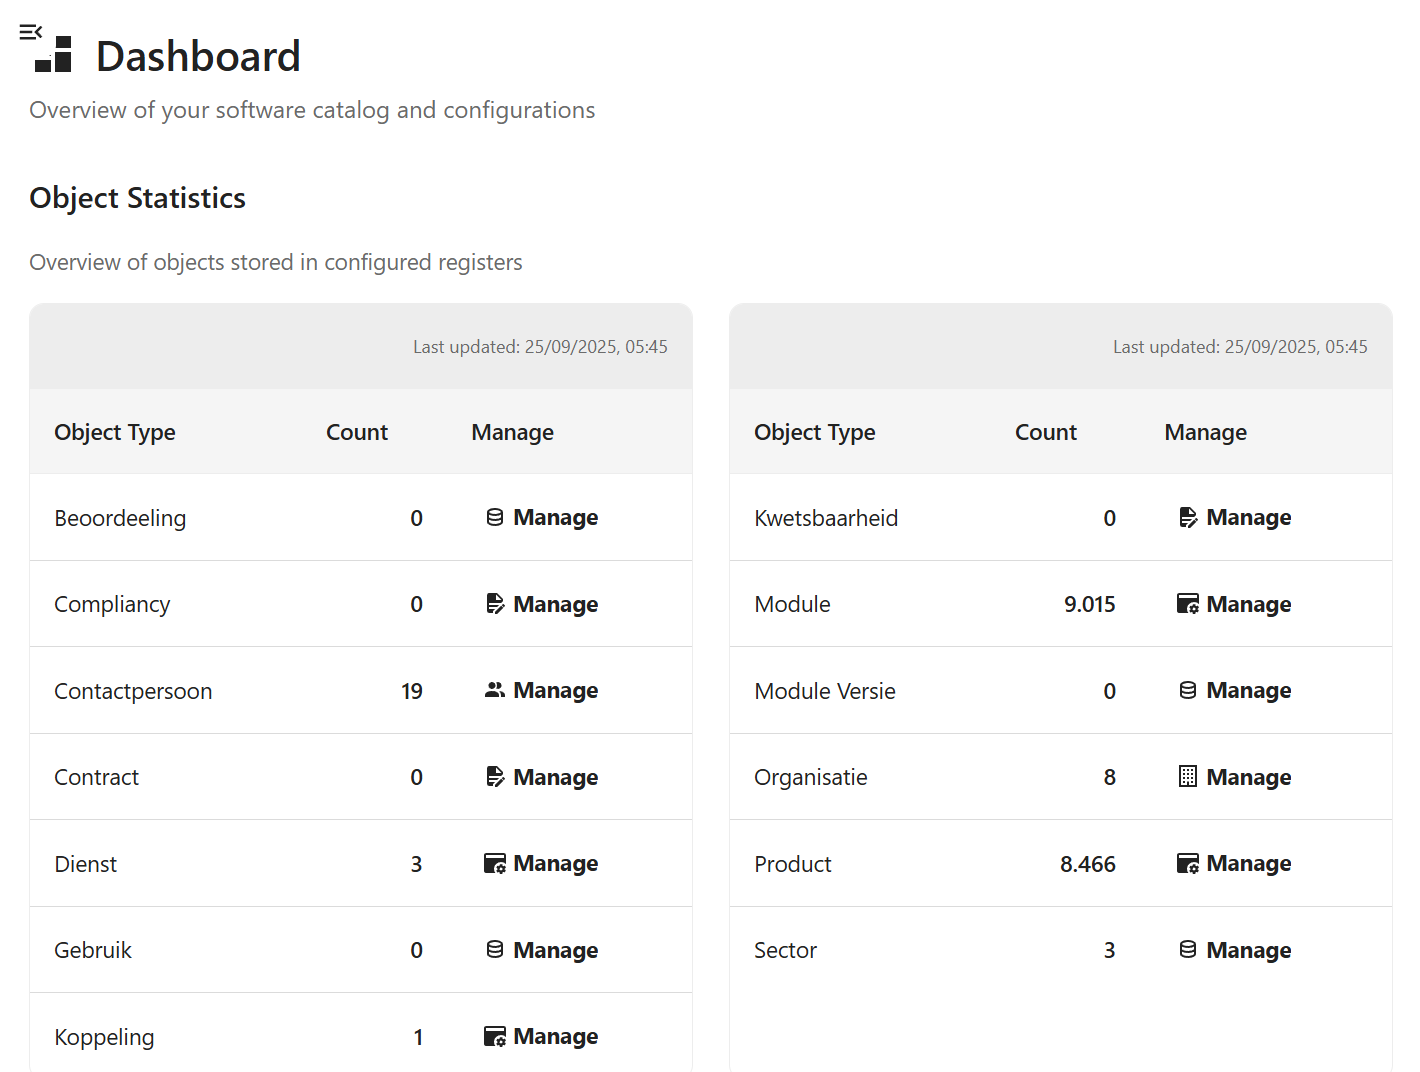 Dashboard
Overview of your software catalog and configurations
Object Statistics
Overview of objects stored in configured registers
Last updated: 25/09/2025, 05:45
Object Type Count Manage
Beoordeeling 0 Manage
Compliancy 0 Manage
Contactpersoon 19 Manage
Contract 0 Manage
Dienst 3 Manage
Gebruik 0 Manage
Koppeling 1 Manage
Last updated: 25/09/2025, 05:45
Object Type Count Manage
Kwetsbaarheid 0 Manage
Module 9.015 Manage
Module Versie 0 Manage
Organisatie 8 Manage
Product 8.466 Manage
Sector 3 Manage